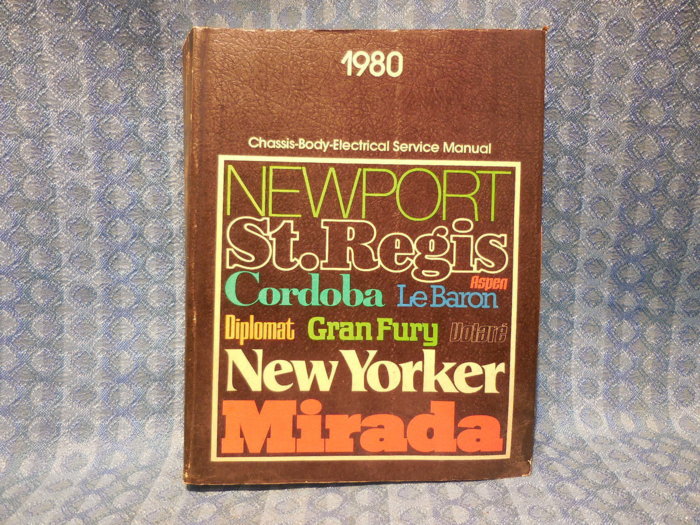 1980
Chassis-Body-Electrical Service Manual
NEWPORT
St. Regis
Aspen
Cordoba Le Baron
Diplomat Gran Fury Volaré
New Yorker
Mirada